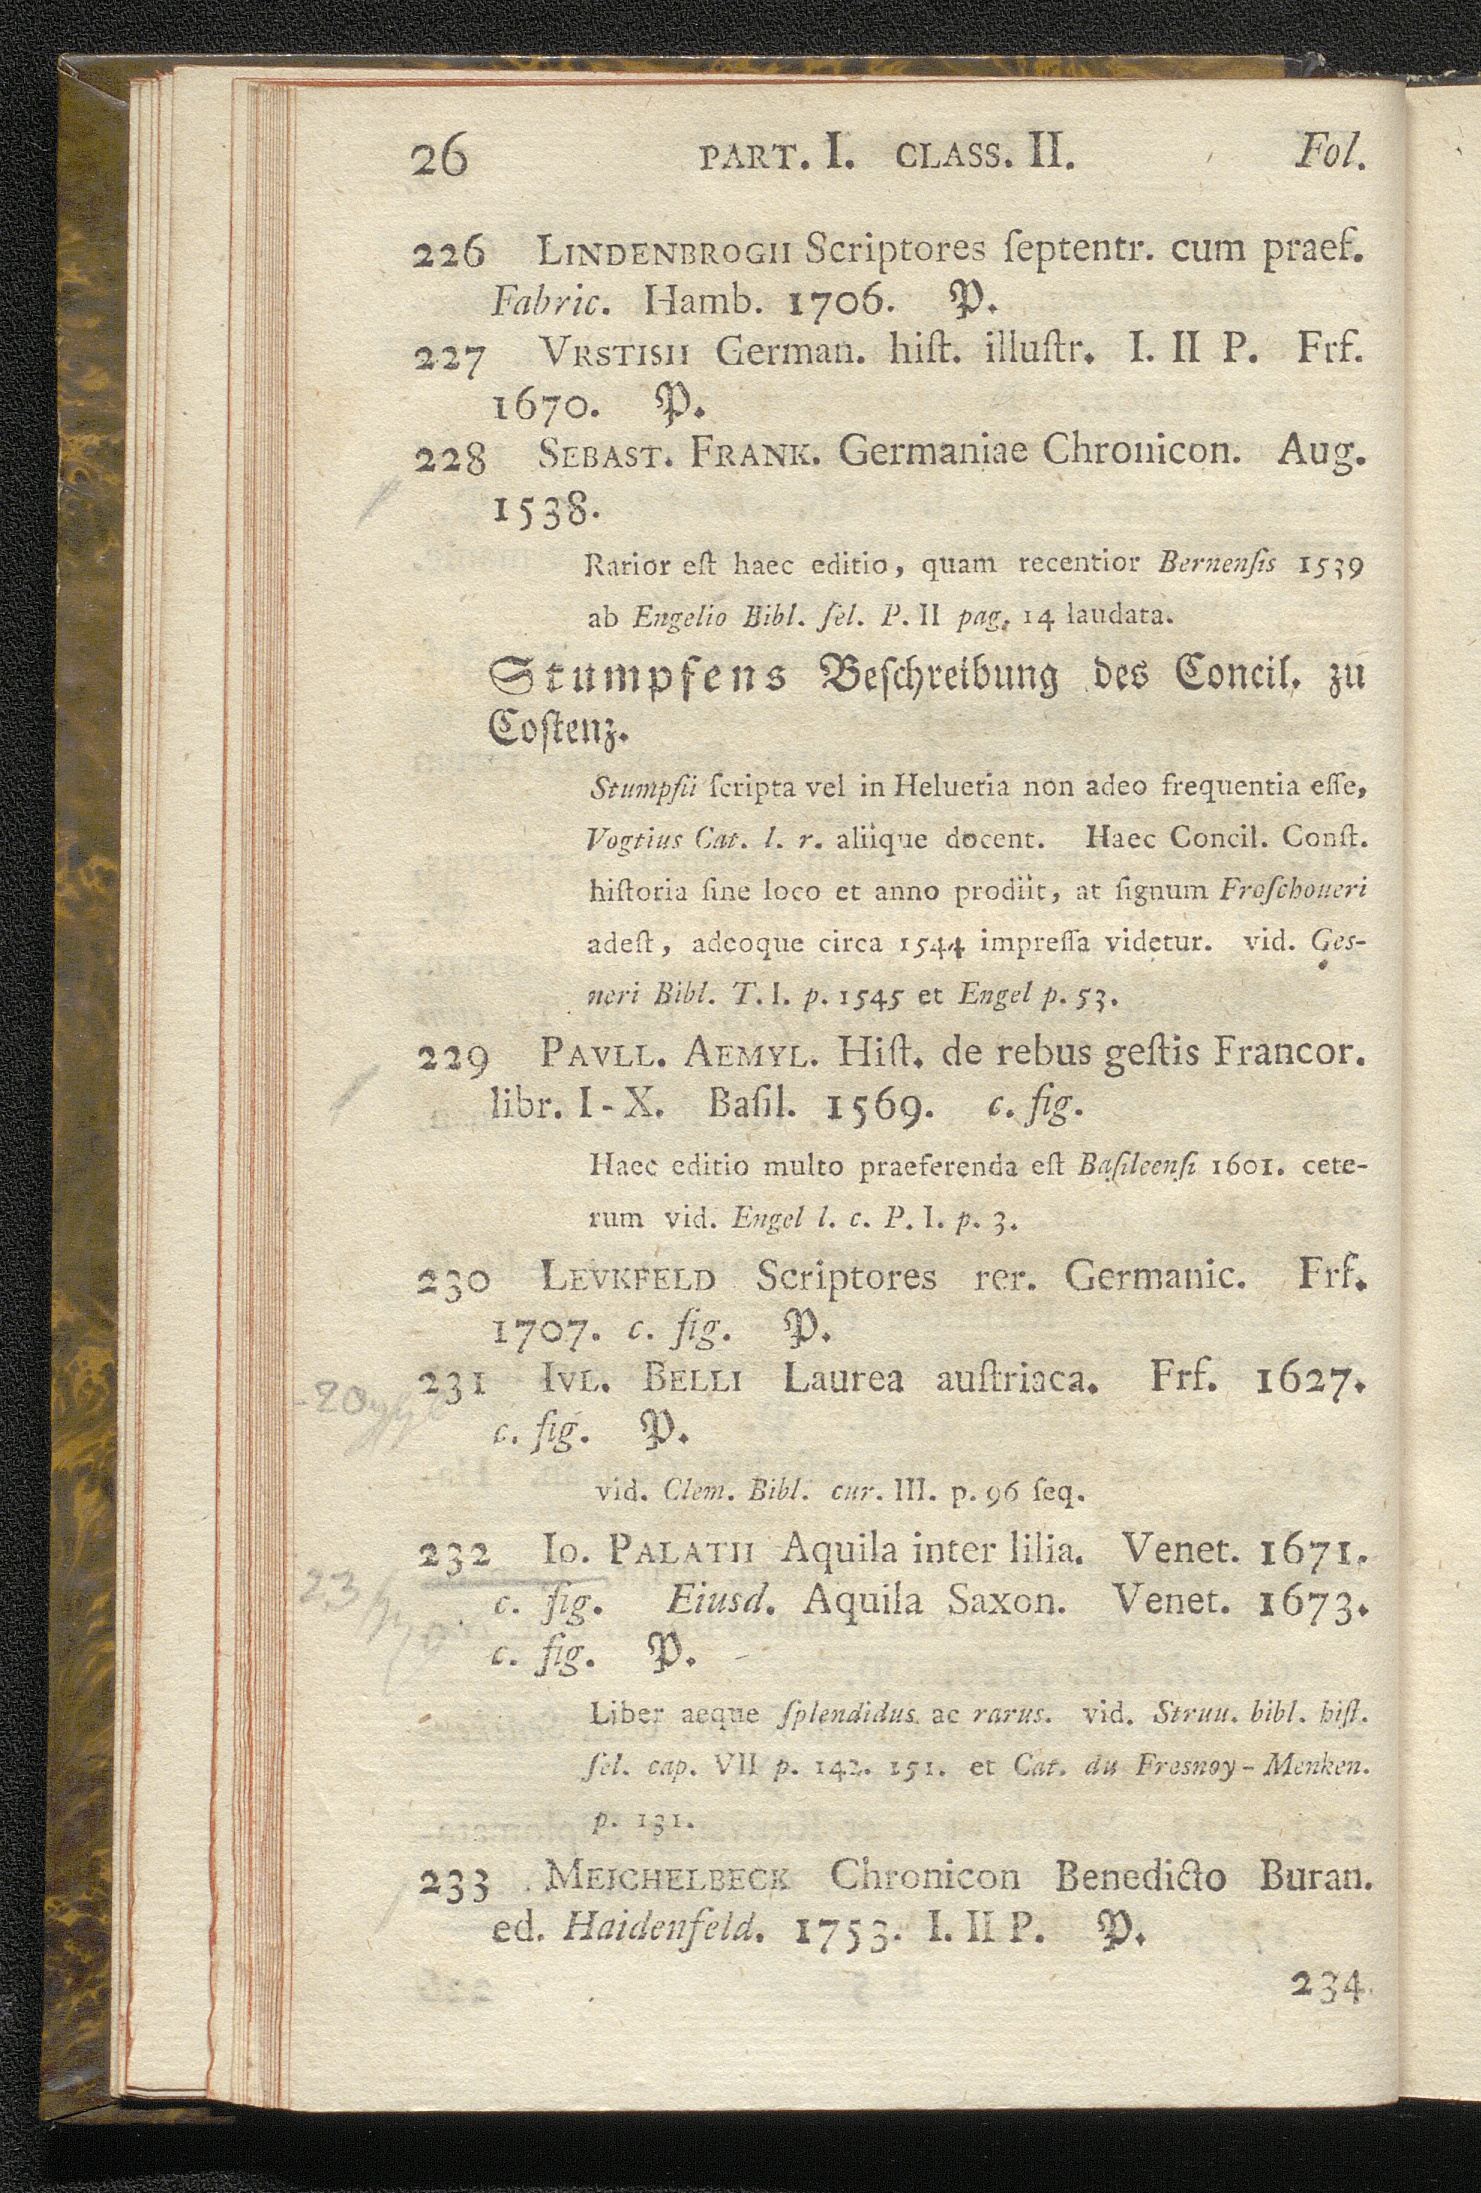 26 PART. I. CLASS. II. Fol.
226 LINDENBROGII Scriptores ſeptentr. cum praef.
Fabric. Hamb. 1706. P.
227 VRSTISII German. hiſt. illuſtr. I. II P. Frf.
1670. P.
228 SEBAST. FRANK. Germaniae Chronicon. Aug.
1538.
Rarior eſt haec editio, quam recentior Bernenſis 1539
ab Engelio Bibl. ſel. P. II pag. 14 laudata.
Stumpfens Beſchreibung des Concil. zu
Coſtenz.
Stumpfii ſcripta vel in Heluetia non adeo frequentia eſſe,
Vogtius Cat. l. r. aliique docent. Haec Concil. Conſt.
hiſtoria ſine loco et anno prodiit, at ſignum Froſchoueri
adeſt, adeoque circa 1544 impreſſa videtur. vid. Ges-
neri Bibl. T. I. p. 1545 et Engel p. 53.
229 PAVLL. AEMYL. Hiſt. de rebus geſtis Francor.
libr. I-X. Baſil. 1569. c. fig.
Haec editio multo praeferenda eſt Baſileenſi 1601. cete-
rum vid. Engel l. c. P. I. p. 3.
230 LEVKFELD Scriptores rer. Germanic. Frf.
1707. c. fig. P.
231 IVL. BELLI Laurea auſtriaca. Frf. 1627.
c. fig. P.
vid. Clem. Bibl. cur. III. p. 96 ſeq.
232 Io. PALATII Aquila inter lilia. Venet. 1671.
c. fig. Eiusd. Aquila Saxon. Venet. 1673.
c. fig. P.
Liber aeque ſplendidus ac rarus. vid. Struu. bibl. hiſt.
ſel. cap. VII p. 142. 151. et Cat. du Fresnoy-Menken.
p. 131.
233 MEICHELBECK Chronicon Benedicto Buran.
ed. Haidenfeld. 1753. I. II P. P.
234